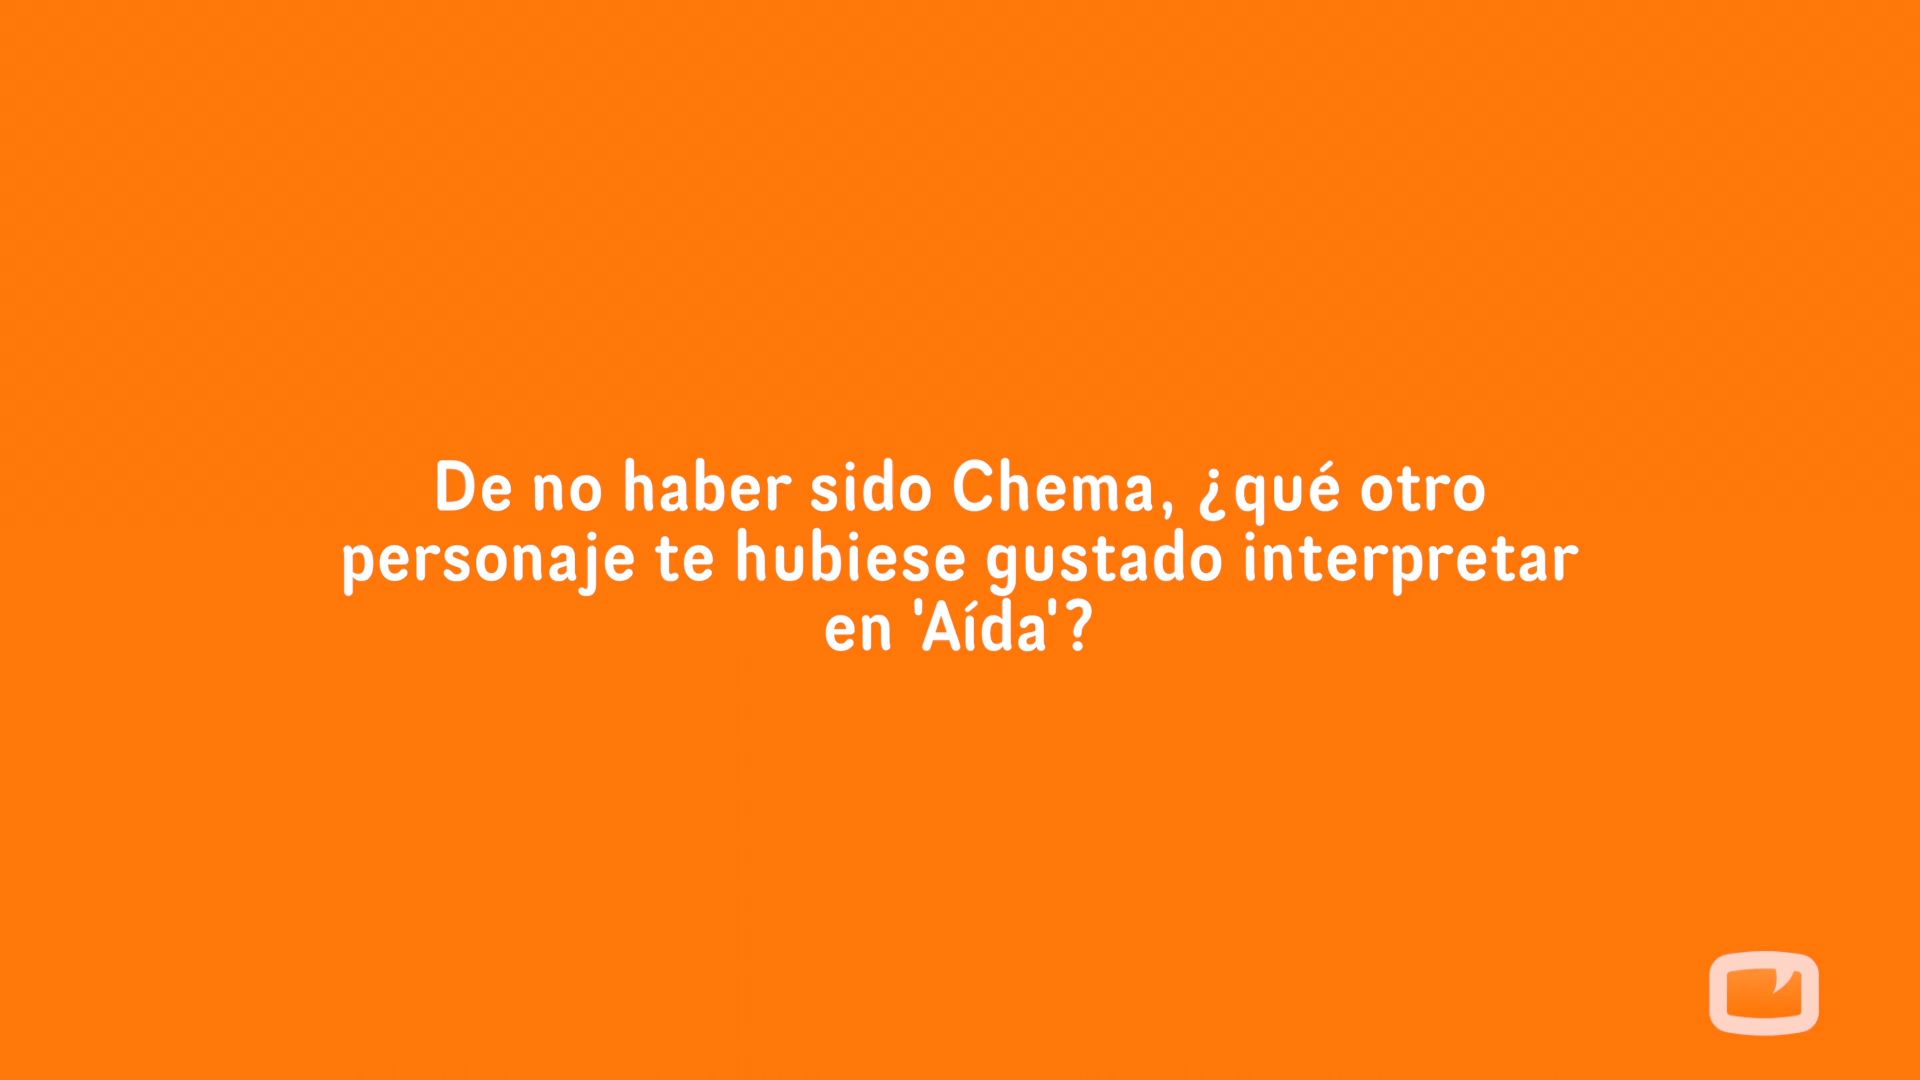 De no haber sido Chema, ¿qué otro
personaje te hubiese gustado interpretar
en 'Aída'?